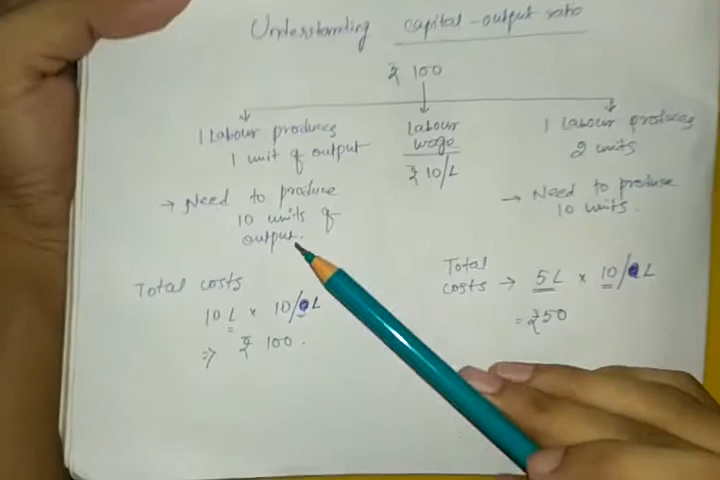 Understanding capital-output ratio
₹ 100
1 Labour produces
1 unit of output
→ Need to produce
10 units of
output.
Total costs
10 L × 10/L
⇒ ₹ 100.
Labour
wage
₹ 10/L
1 Labour produces
2 units
→ Need to produce
10 units.
Total
costs → 5L × 10/L
= ₹50